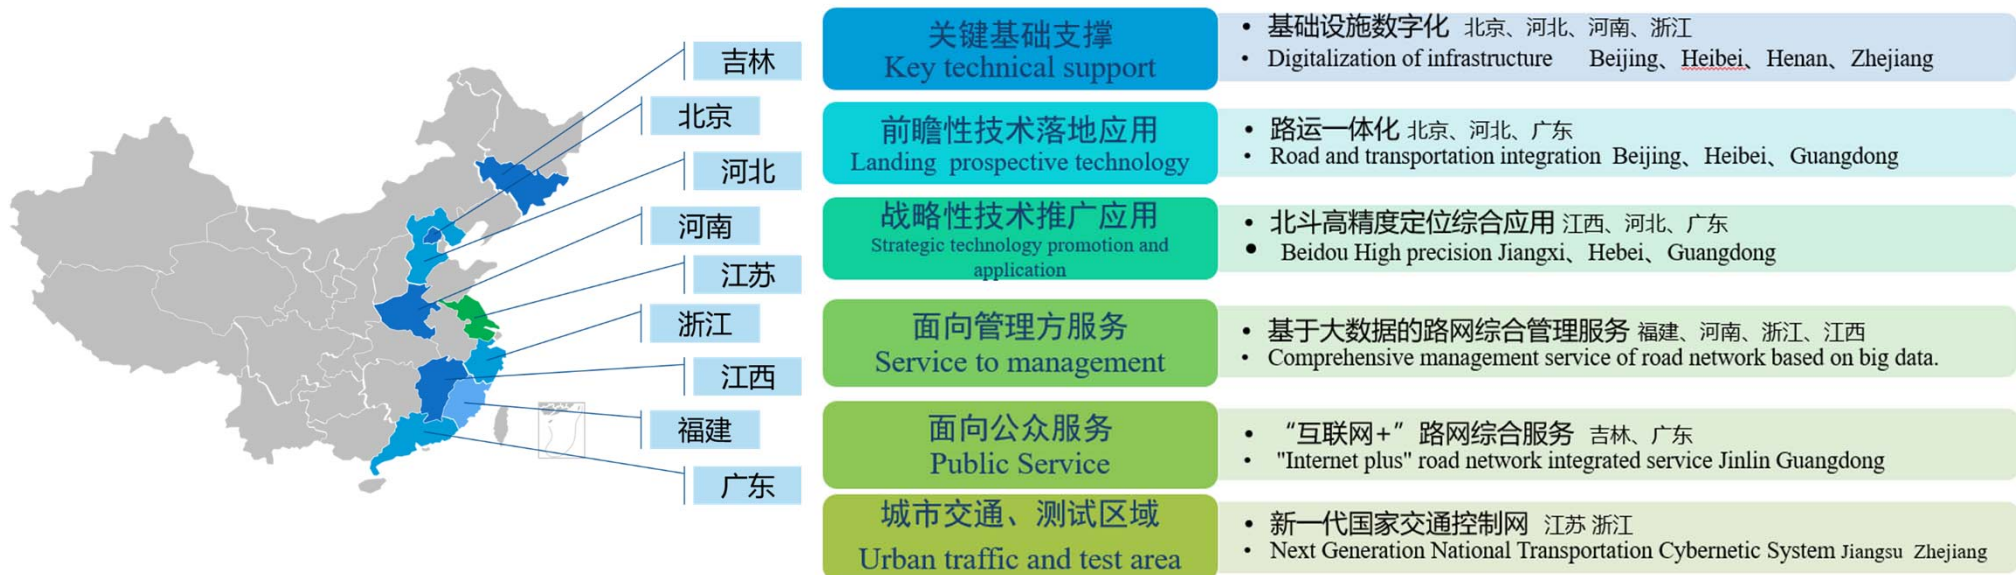 吉林
北京
河北
河南
江苏
浙江
江西
福建
广东
关键基础支撑
Key technical support
• 基础设施数字化 北京、河北、河南、浙江
• Digitalization of infrastructure Beijing、Heibei、Henan、Zhejiang
前瞻性技术落地应用
Landing prospective technology
• 路运一体化 北京、河北、广东
• Road and transportation integration Beijing、Heibei、Guangdong
战略性技术推广应用
Strategic technology promotion and
application
• 北斗高精度定位综合应用 江西、河北、广东
• Beidou High precision Jiangxi、Hebei、Guangdong
面向管理方服务
Service to management
• 基于大数据的路网综合管理服务 福建、河南、浙江、江西
• Comprehensive management service of road network based on big data.
面向公众服务
Public Service
• “互联网+”路网综合服务 吉林、广东
• "Internet plus" road network integrated service Jinlin Guangdong
城市交通、测试区域
Urban traffic and test area
• 新一代国家交通控制网 江苏 浙江
• Next Generation National Transportation Cybernetic System Jiangsu Zhejiang